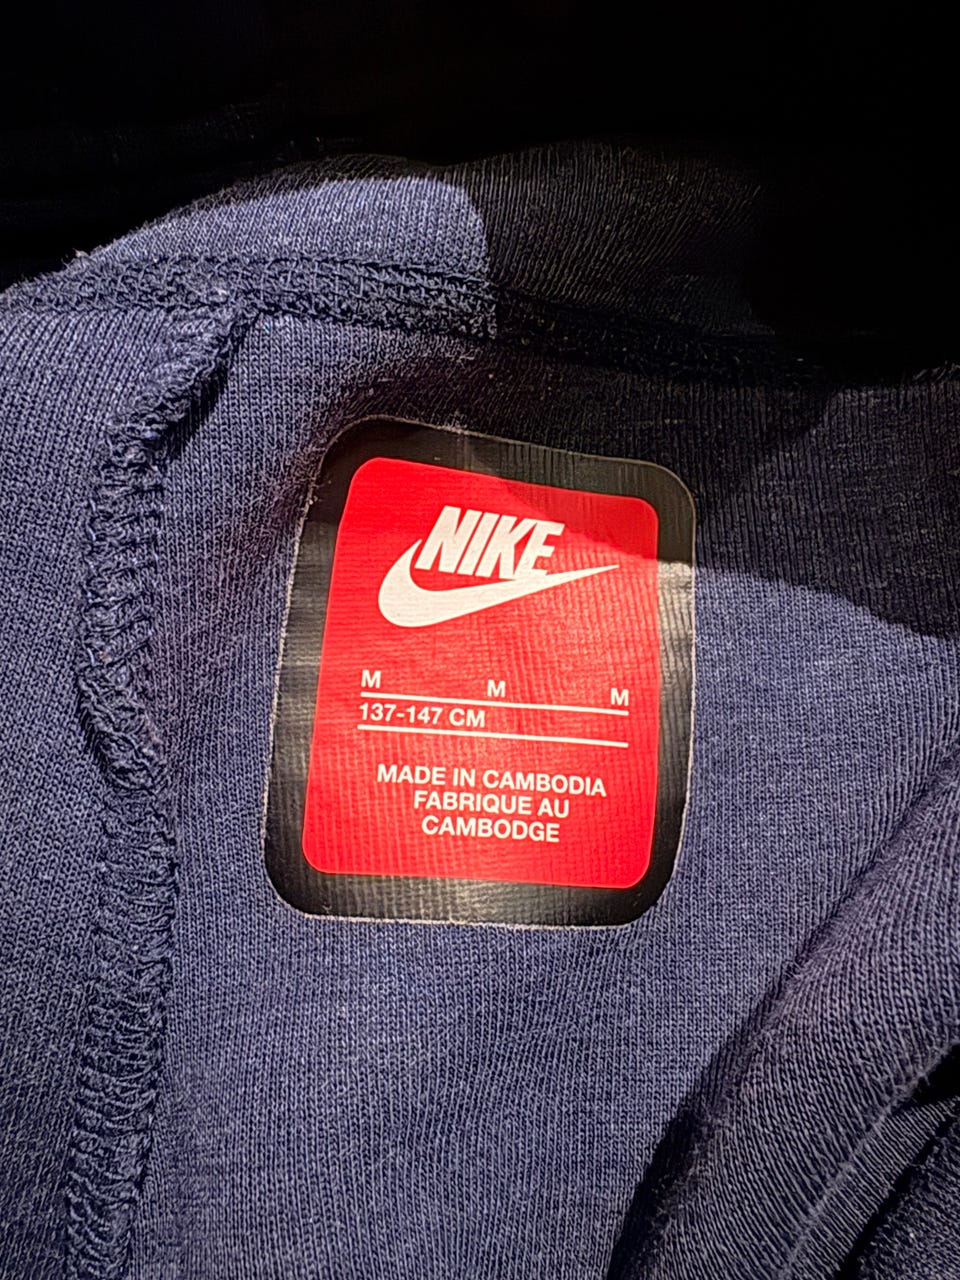 NIKE
M M M
137-147 CM
MADE IN CAMBODIA
FABRIQUE AU
CAMBODGE